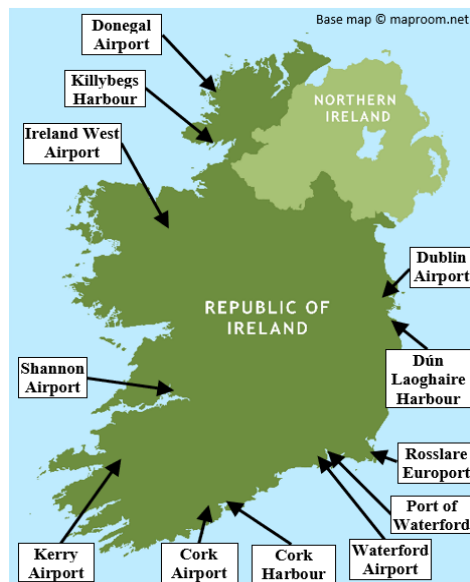 Base map © maproom.net
Donegal
Airport
Killybegs
Harbour
Ireland West
Airport
NORTHERN
IRELAND
Dublin
Airport
REPUBLIC OF
IRELAND
Dún
Laoghaire
Harbour
Shannon
Airport
Rosslare
Europort
Port of
Waterford
Kerry
Airport
Cork
Airport
Cork
Harbour
Waterford
Airport